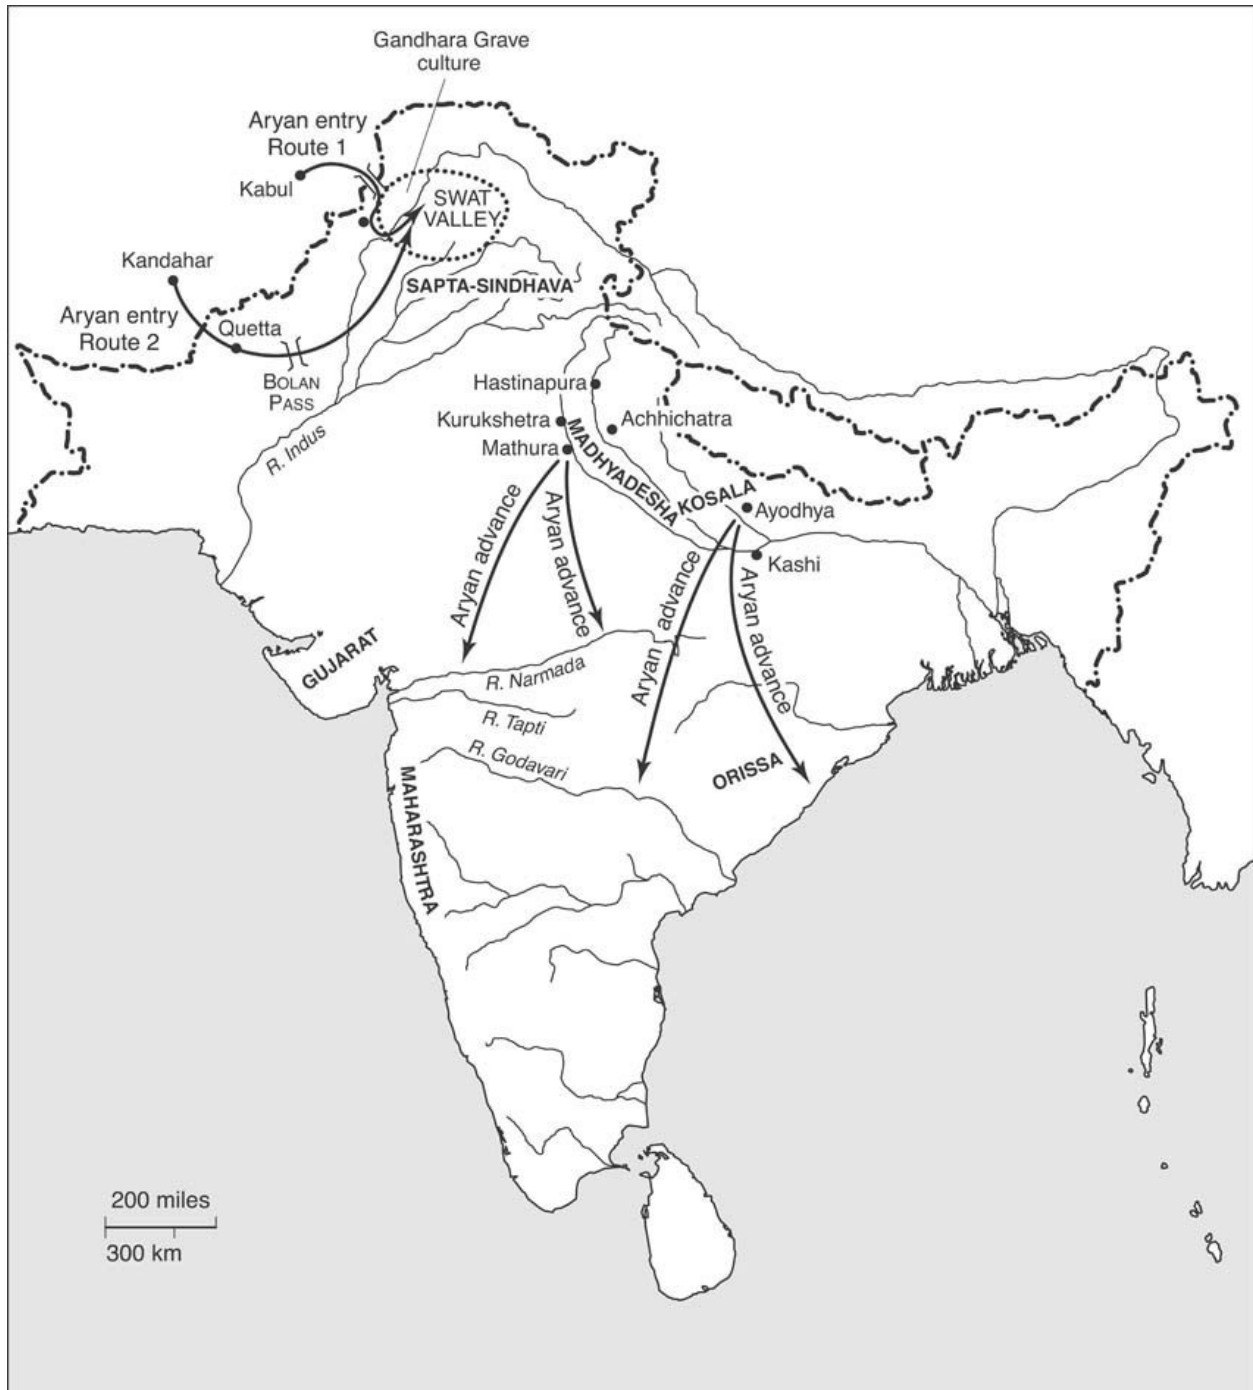 Gandhara Grave
culture
Aryan entry
Route 1
Kabul
SWAT
VALLEY
Kandahar
SAPTA-SINDHAVA
Aryan entry
Route 2
Quetta
BOLAN
PASS
R. Indus
Hastinapura
Kurukshetra
Achhichatra
Mathura
MADHYADESHA
KOSALA
Ayodhya
Kashi
Aryan advance
Aryan advance
Aryan advance
Aryan advance
GUJARAT
R. Narmada
R. Tapti
R. Godavari
ORISSA
MAHARASHTRA
200 miles
300 km